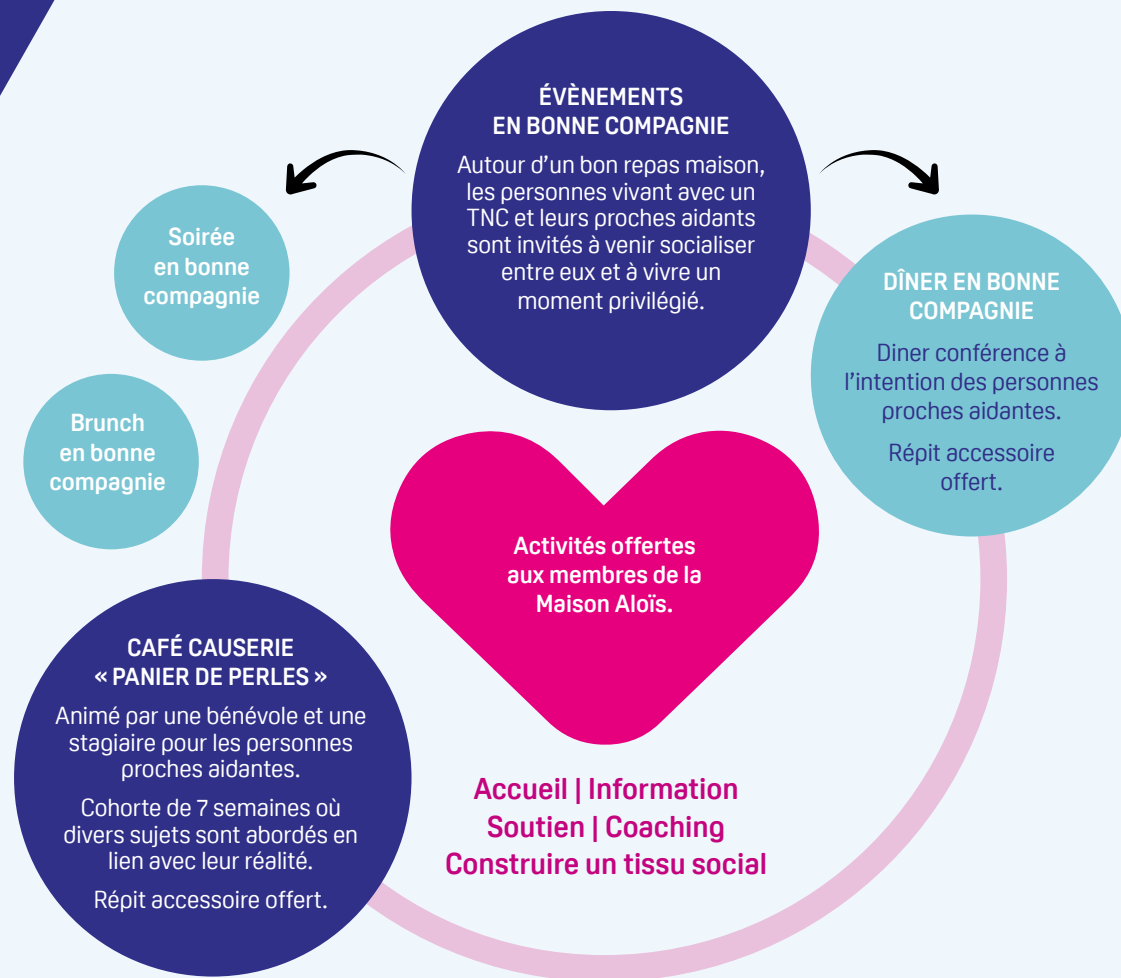 ÉVÈNEMENTS
EN BONNE COMPAGNIE
Autour d'un bon repas maison,
les personnes vivant avec un
TNC et leurs proches aidants
sont invités à venir socialiser
entre eux et à vivre un
moment privilégié.
Soirée
en bonne
compagnie
Brunch
en bonne
compagnie
DÎNER EN BONNE
COMPAGNIE
Diner conférence à
l'intention des personnes
proches aidantes.
Répit accessoire
offert.
Activités offertes
aux membres de la
Maison Aloïs.
CAFÉ CAUSERIE
« PANIER DE PERLES »
Animé par une bénévole et une
stagiaire pour les personnes
proches aidantes.
Cohorte de 7 semaines où
divers sujets sont abordés en
lien avec leur réalité.
Répit accessoire offert.
Accueil | Information
Soutien | Coaching
Construire un tissu social